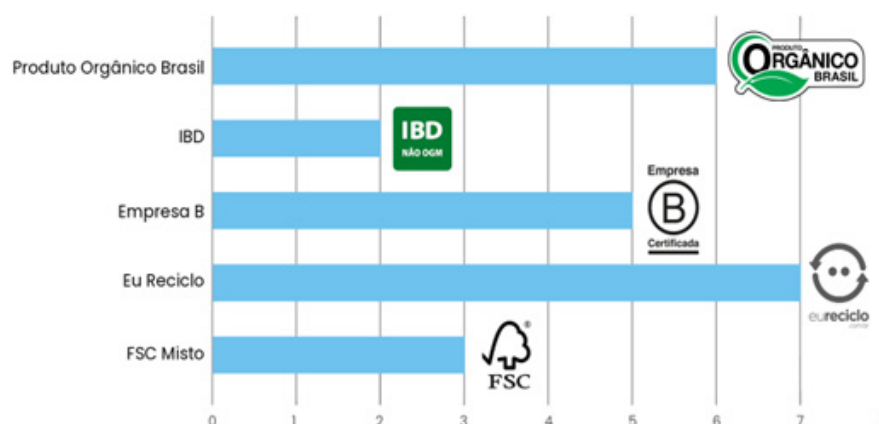 Produto Orgânico Brasil
PRODUTO
ORGÂNICO
BRASIL
IBD
IBD
NÃO OGM
Empresa B
Empresa
B
Certificada
Eu Reciclo
eureciclo
FSC Misto
®
FSC
0 1 2 3 4 5 6 7